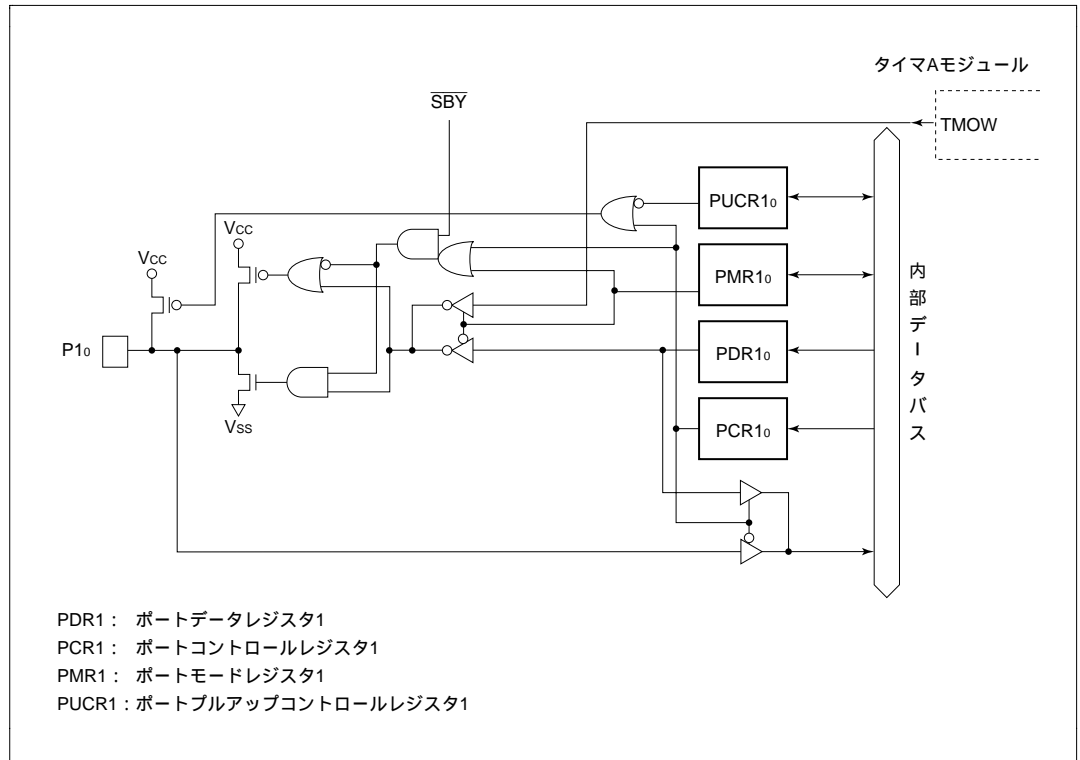 タイマAモジュール
SBY
TMOW
PUCR1₀
VCC
VCC
PMR1₀
内部データバス
P1₀
PDR1₀
VSS
PCR1₀
PDR1： ポートデータレジスタ1
PCR1： ポートコントロールレジスタ1
PMR1： ポートモードレジスタ1
PUCR1：ポートプルアップコントロールレジスタ1